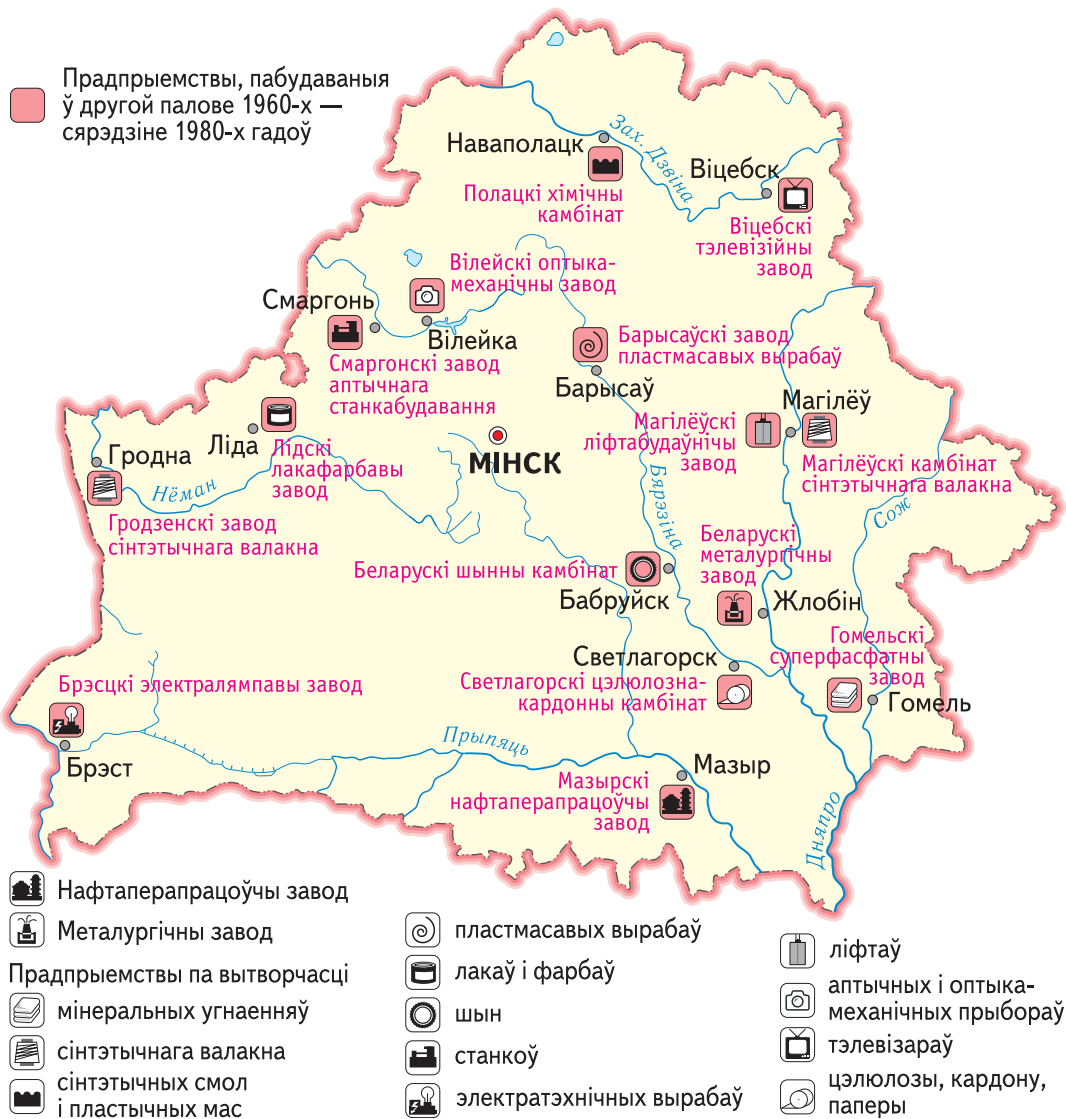 Прадпрыемствы, пабудаваныя
ў другой палове 1960-х —
сярэдзіне 1980-х гадоў
Наваполацк
Зах. Дзвіна
Полацкі хімічны
камбінат
Віцебск
Віцебскі
тэлевізійны
завод
Вілейскі оптыка-
механічны завод
Смаргонь
Вілейка
Смаргонскі завод
аптычнага
станкабудавання
Барысаўскі завод
пластмасавых вырабаў
Барысаў
Магілёў
Магілёўскі
ліфтабудаўнічы
завод
Магілёўскі камбінат
сінтэтычнага валакна
Ліда
Лідскі
лакафарбавы
завод
МІНСК
Гродна
Нёман
Гродзенскі завод
сінтэтычнага валакна
Бярэзіна
Сож
Беларускі
металургічны
завод
Беларускі шынны камбінат
Бабруйск
Жлобін
Гомельскі
суперфасфатны
завод
Гомель
Светлагорск
Светлагорскі цэлюлозна-
кардонны камбінат
Брэсцкі электралямпавы завод
Брэст
Прыпяць
Мазыр
Мазырскі
нафтаперапрацоўчы
завод
Дняпро
Нафтаперапрацоўчы завод
Металургічны завод
Прадпрыемствы па вытворчасці
мінеральных угнаенняў
сінтэтычнага валакна
сінтэтычных смол
і пластычных мас
пластмасавых вырабаў
лакаў і фарбаў
шын
станкоў
электратэхнічных вырабаў
ліфтаў
аптычных і оптыка-
механічных прыбораў
тэлевізараў
цэлюлозы, кардону,
паперы